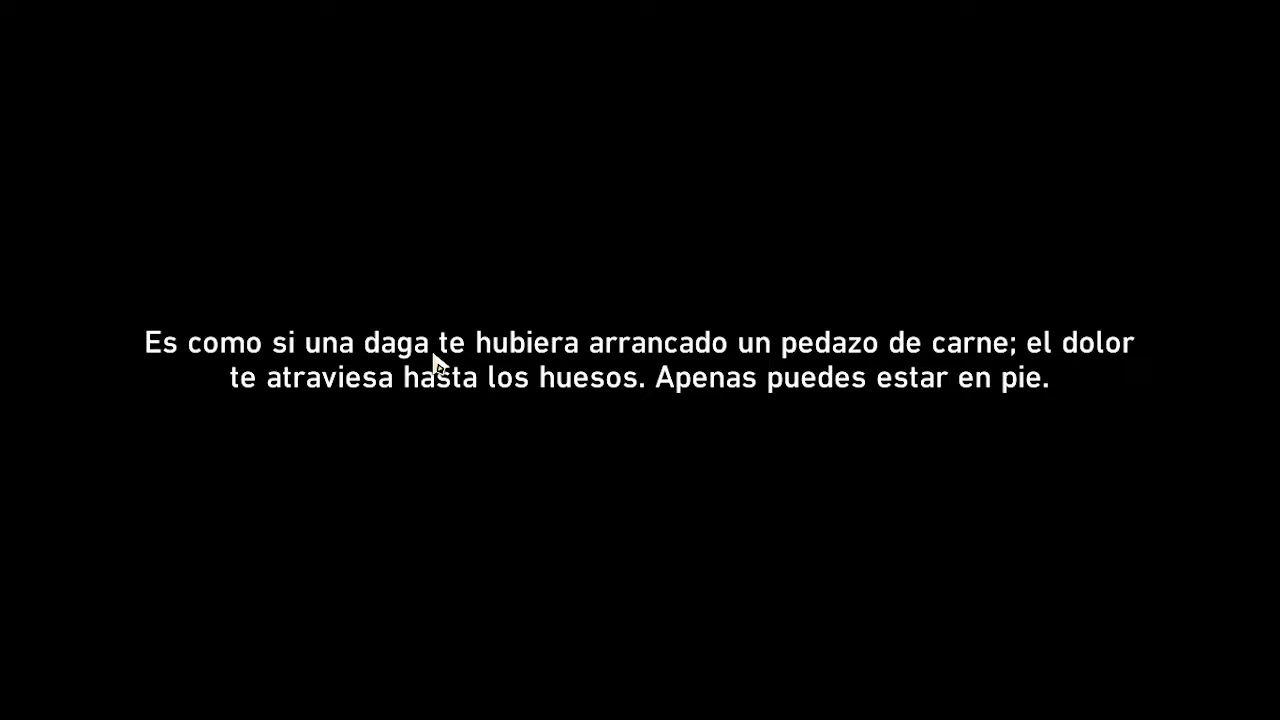 Es como si una daga te hubiera arrancado un pedazo de carne; el dolor
te atraviesa hasta los huesos. Apenas puedes estar en pie.